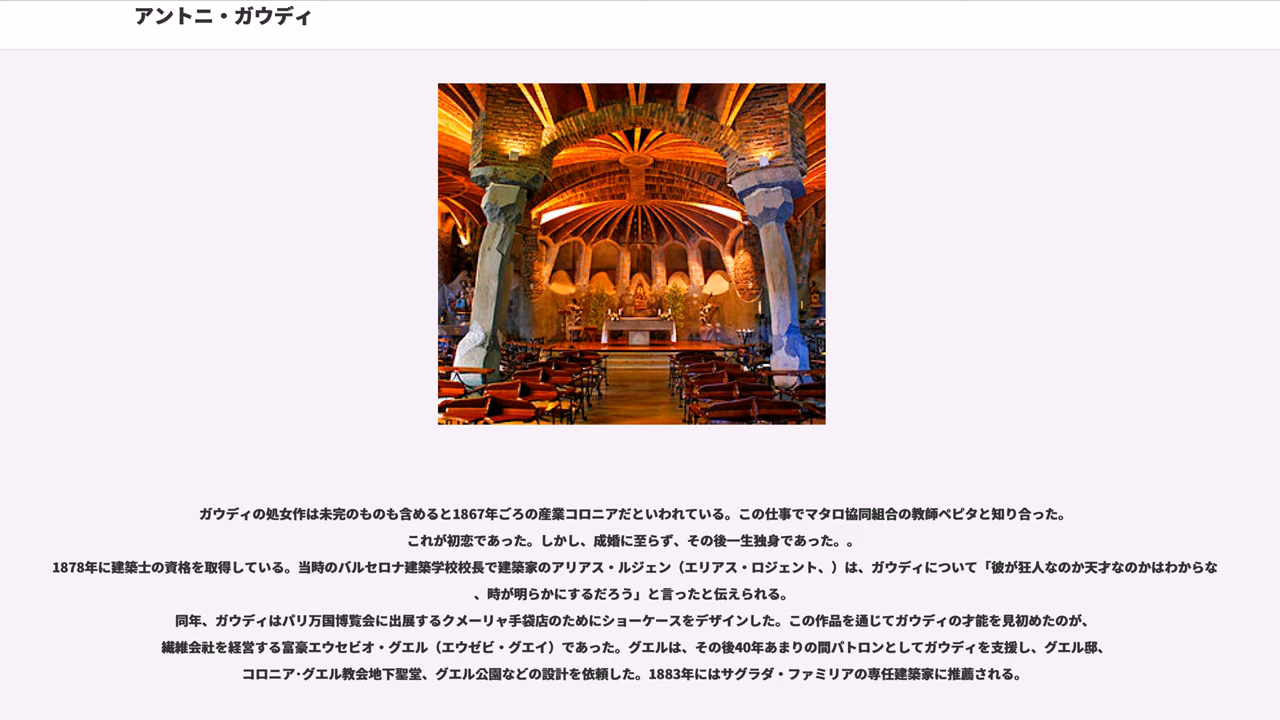 アントニ・ガウディ
ガウディの処女作は未完のものも含めると1867年ごろの産業コロニアだといわれている。この仕事でマタロ協同組合の教師ペピタと知り合った。
これが初恋であった。しかし、成婚に至らず、その後一生独身であった。。
1878年に建築士の資格を取得している。当時のバルセロナ建築学校校長で建築家のアリアス・ルジェン（エリアス・ロジェント、）は、ガウディについて「彼が狂人なのか天才なのかはわからな
、時が明らかにするだろう」と言ったと伝えられる。
同年、ガウディはパリ万国博覧会に出展するクメーリャ手袋店のためにショーケースをデザインした。この作品を通じてガウディの才能を見初めたのが、
繊維会社を経営する富豪エウセビオ・グエル（エウゼビ・グエイ）であった。グエルは、その後40年あまりの間パトロンとしてガウディを支援し、グエル邸、
コロニア･グエル教会地下聖堂、グエル公園などの設計を依頼した。1883年にはサグラダ・ファミリアの専任建築家に推薦される。